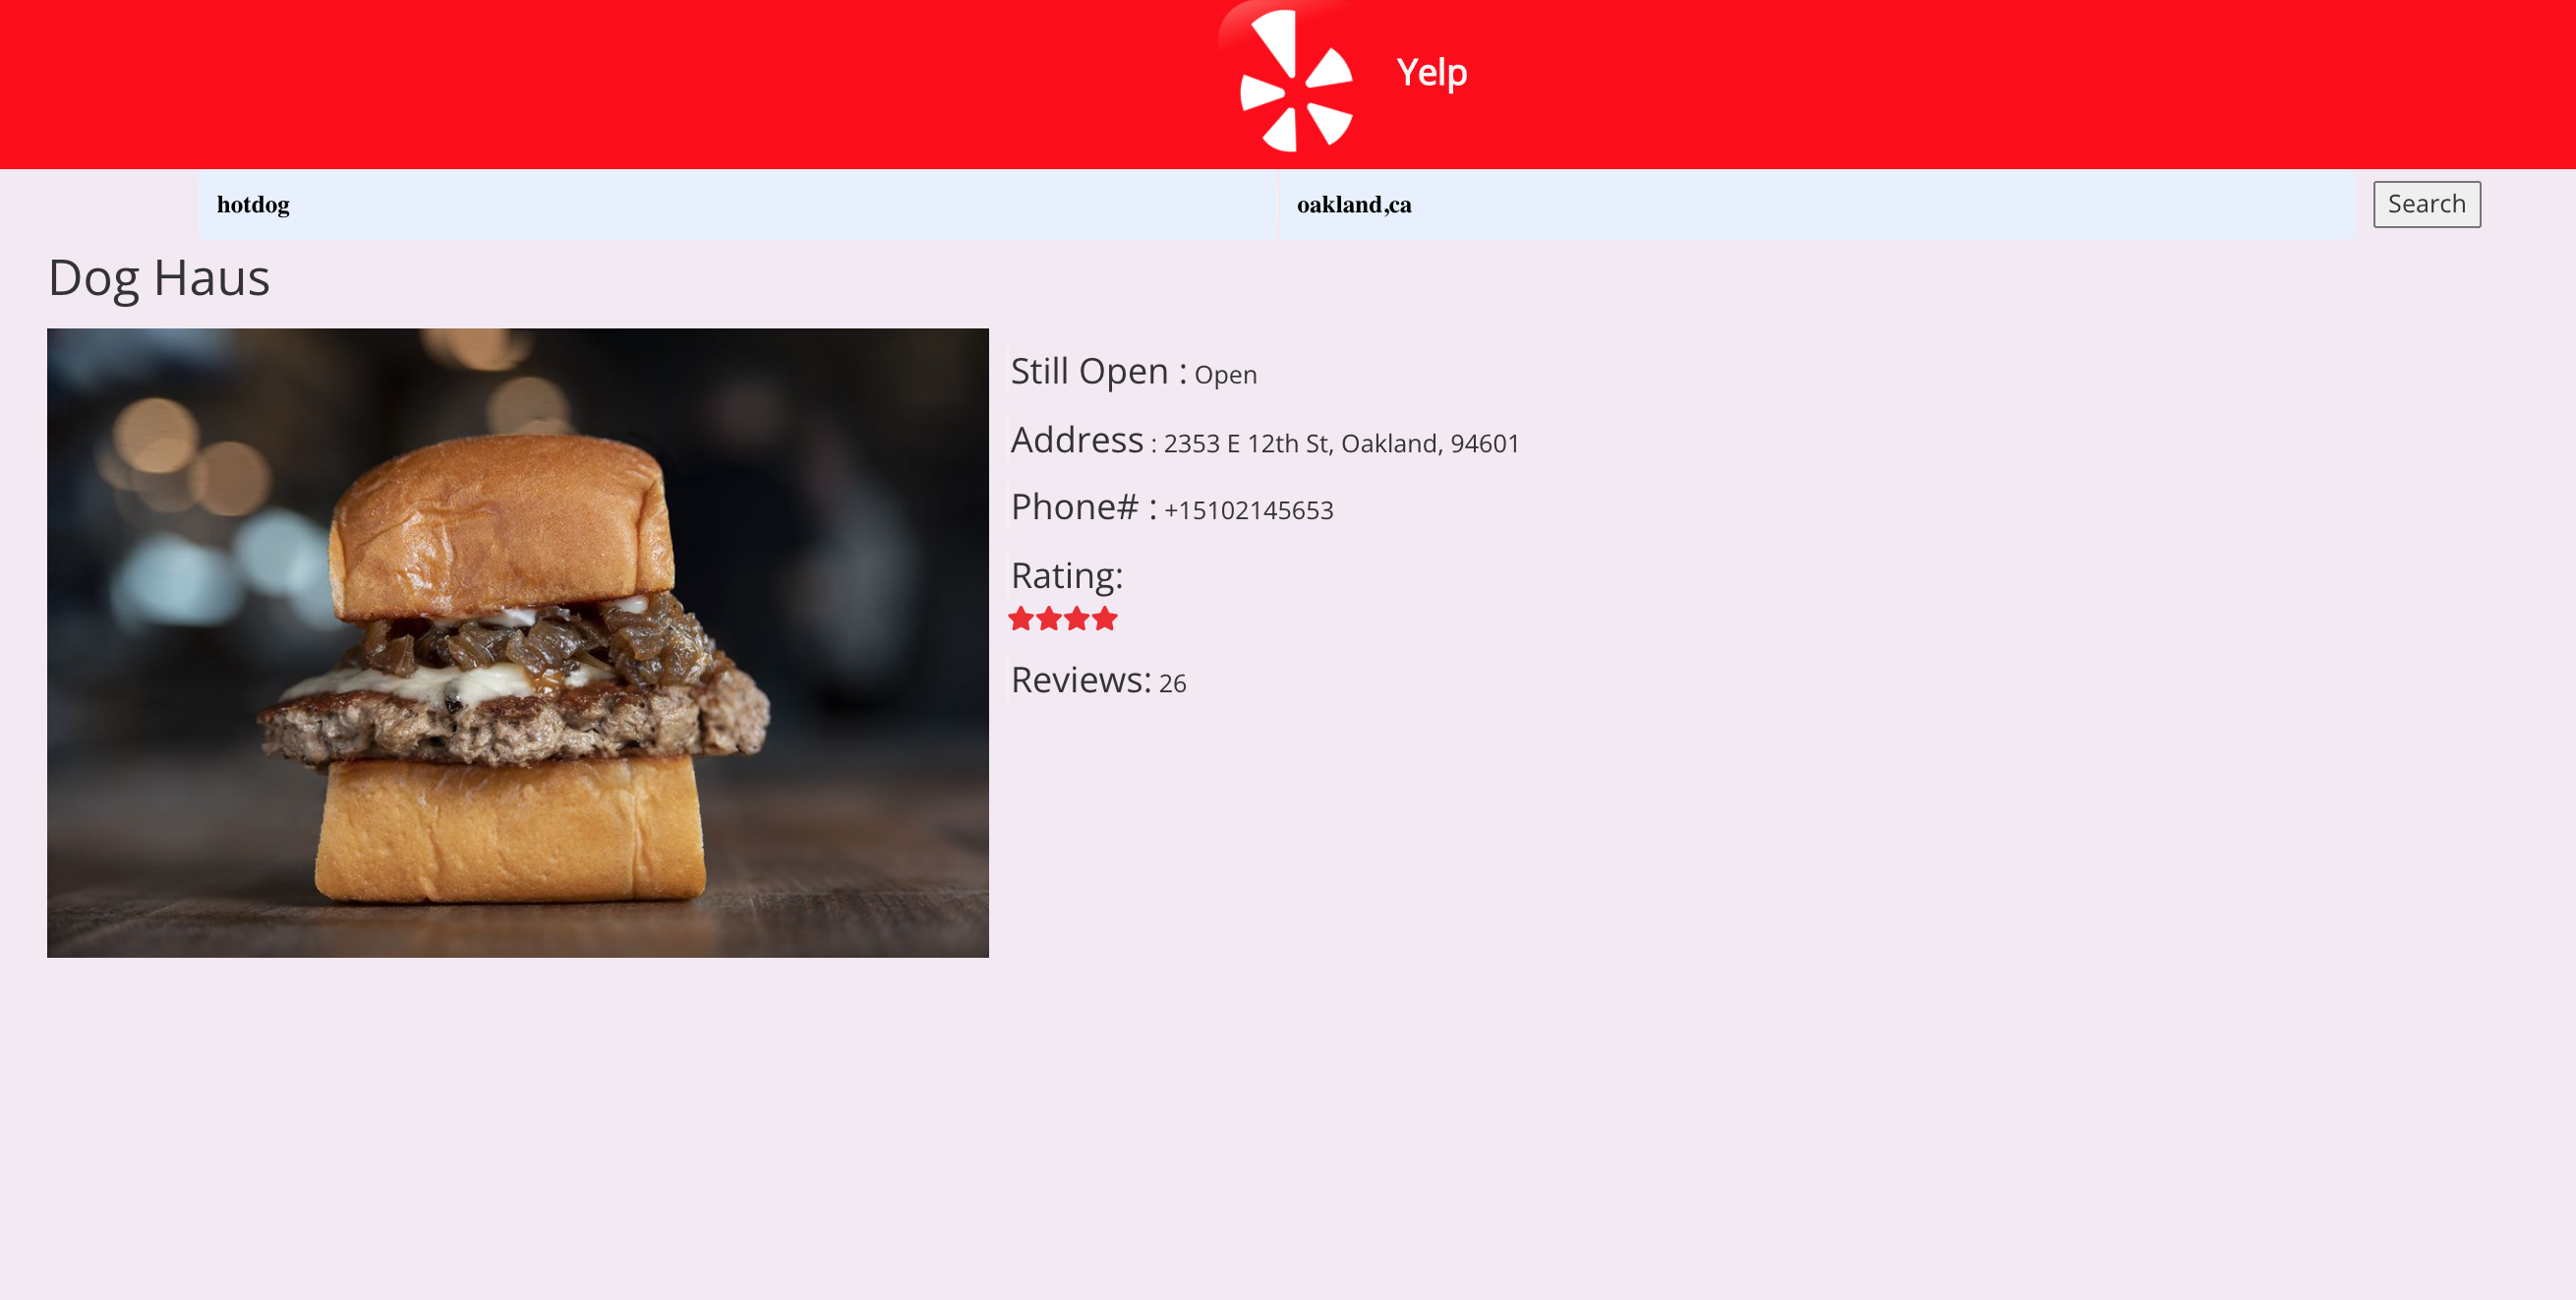 Yelp
hotdog
oakland,ca
Search
Dog Haus
Still Open : Open
Address : 2353 E 12th St, Oakland, 94601
Phone# : +15102145653
Rating:
Reviews: 26